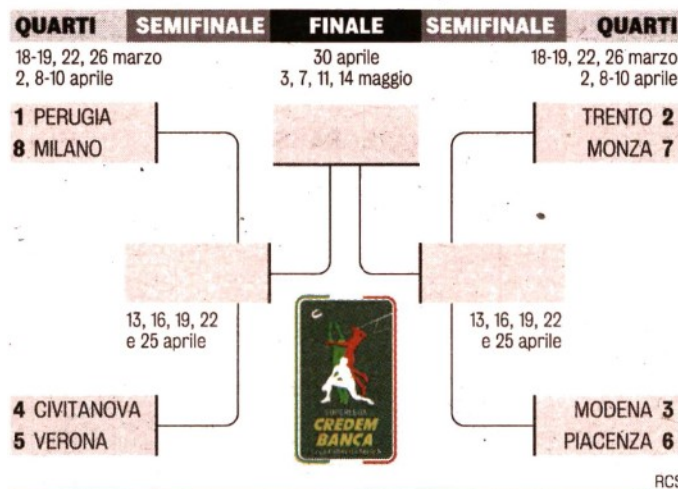 QUARTI SEMIFINALE FINALE SEMIFINALE QUARTI
18-19, 22, 26 marzo
2, 8-10 aprile
30 aprile
3, 7, 11, 14 maggio
18-19, 22, 26 marzo
2, 8-10 aprile
1 PERUGIA
8 MILANO
TRENTO 2
MONZA 7
13, 16, 19, 22
e 25 aprile
13, 16, 19, 22
e 25 aprile
SUPERLEGA
CREDEM
BANCA
4 CIVITANOVA
5 VERONA
MODENA 3
PIACENZA 6
RCS